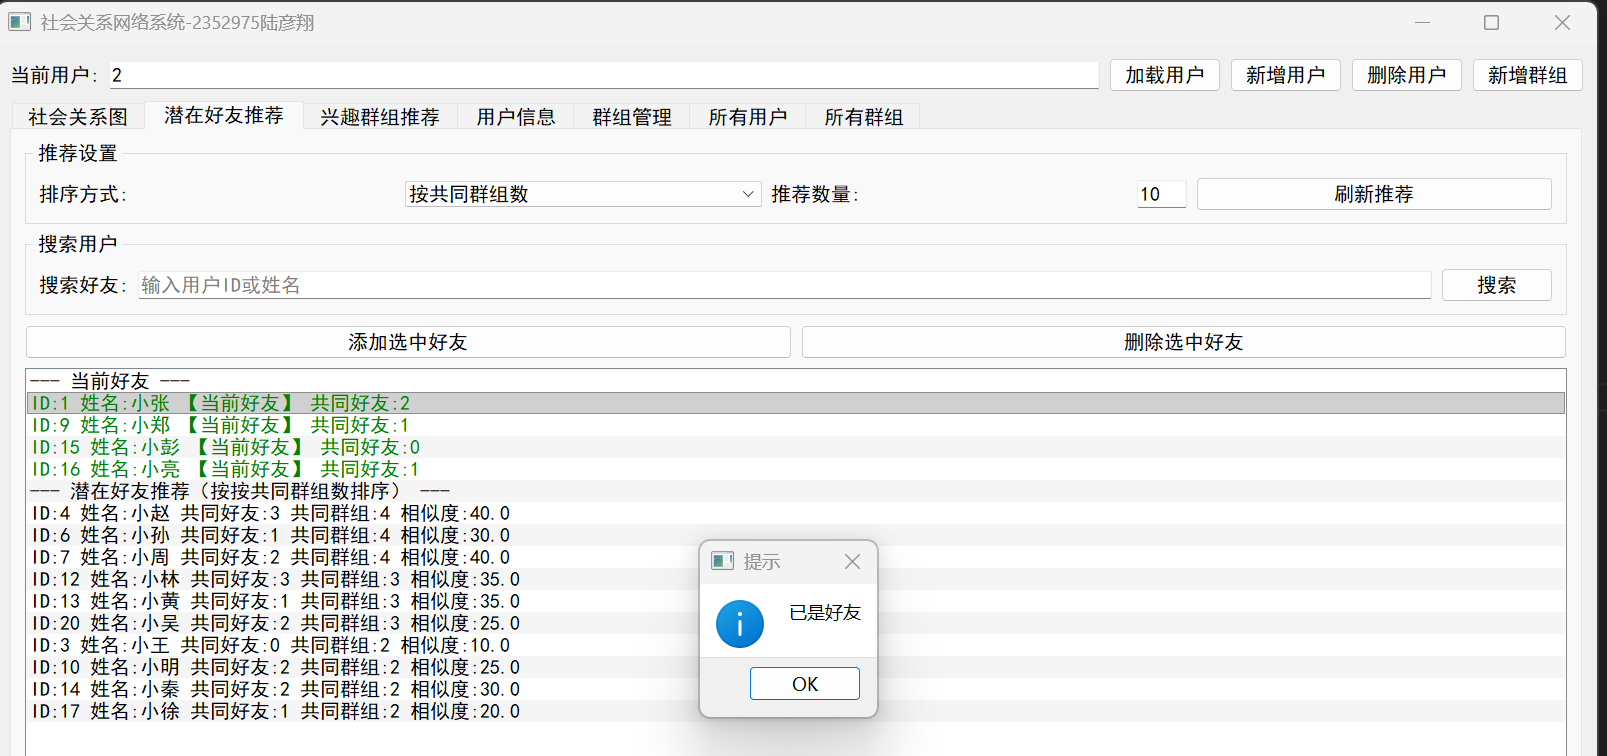 社会关系网络系统-2352975陆彦翔
当前用户: 2 加载用户 新增用户 删除用户 新增群组
社会关系图 潜在好友推荐 兴趣群组推荐 用户信息 群组管理 所有用户 所有群组
推荐设置
排序方式: 按共同群组数 推荐数量: 10 刷新推荐
搜索用户
搜索好友: 输入用户ID或姓名 搜索
添加选中好友 删除选中好友
--- 当前好友 ---
ID:1 姓名:小张 【当前好友】 共同好友:2
ID:9 姓名:小郑 【当前好友】 共同好友:1
ID:15 姓名:小彭 【当前好友】 共同好友:0
ID:16 姓名:小亮 【当前好友】 共同好友:1
--- 潜在好友推荐（按按共同群组数排序） ---
ID:4 姓名:小赵 共同好友:3 共同群组:4 相似度:40.0
ID:6 姓名:小孙 共同好友:1 共同群组:4 相似度:30.0
ID:7 姓名:小周 共同好友:2 共同群组:4 相似度:40.0
ID:12 姓名:小林 共同好友:3 共同群组:3 相似度:35.0
ID:13 姓名:小黄 共同好友:1 共同群组:3 相似度:35.0
ID:20 姓名:小吴 共同好友:2 共同群组:3 相似度:25.0
ID:3 姓名:小王 共同好友:0 共同群组:2 相似度:10.0
ID:10 姓名:小明 共同好友:2 共同群组:2 相似度:25.0
ID:14 姓名:小秦 共同好友:2 共同群组:2 相似度:30.0
ID:17 姓名:小徐 共同好友:1 共同群组:2 相似度:20.0
提示
已是好友
OK